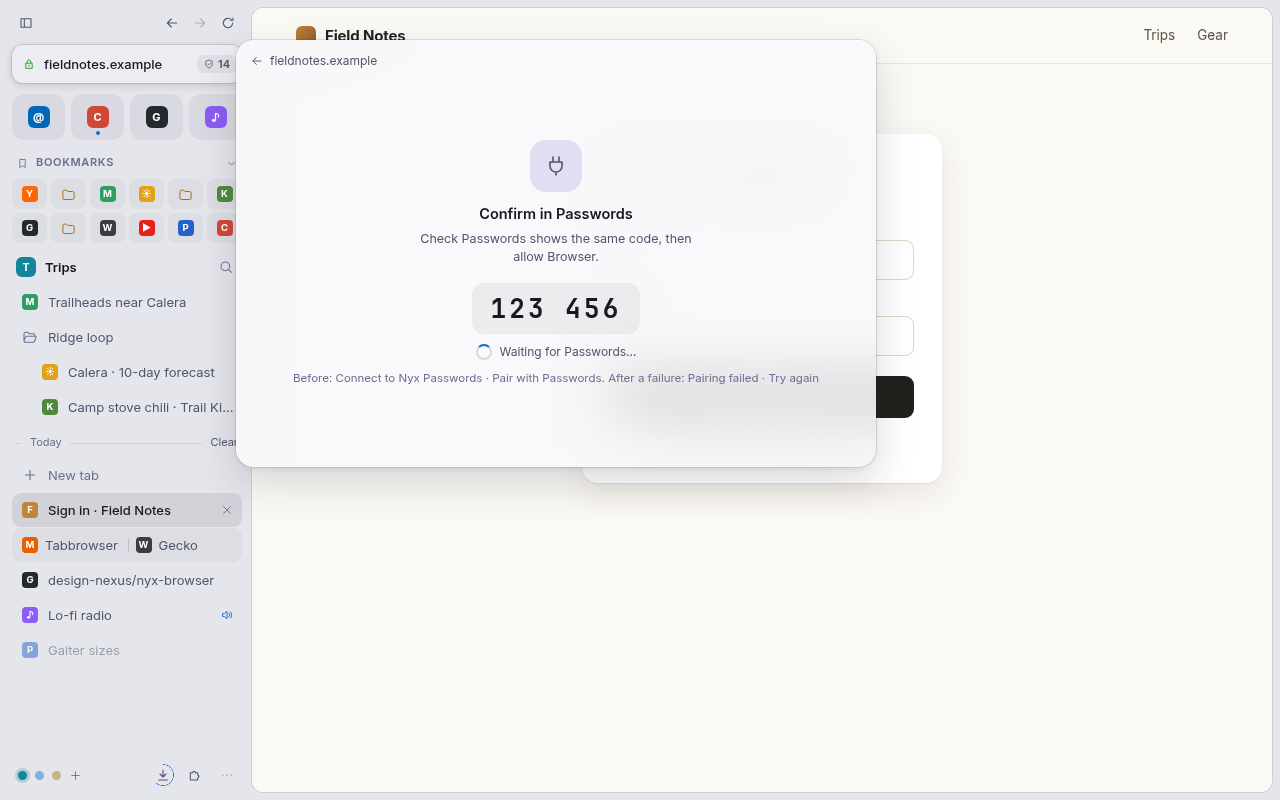 Field Notes
Trips
Gear
fieldnotes.example
14
fieldnotes.example
@
C
G
BOOKMARKS
Y
M
K
G
W
P
C
T
Trips
M
Trailheads near Calera
Ridge loop
Calera · 10-day forecast
K
Camp stove chili · Trail Ki...
Today
Clear
New tab
F
Sign in · Field Notes
M
Tabbrowser
W
Gecko
G
design-nexus/nyx-browser
Lo-fi radio
P
Gaiter sizes
Confirm in Passwords
Check Passwords shows the same code, then
allow Browser.
123 456
Waiting for Passwords…
Before: Connect to Nyx Passwords · Pair with Passwords. After a failure: Pairing failed · Try again